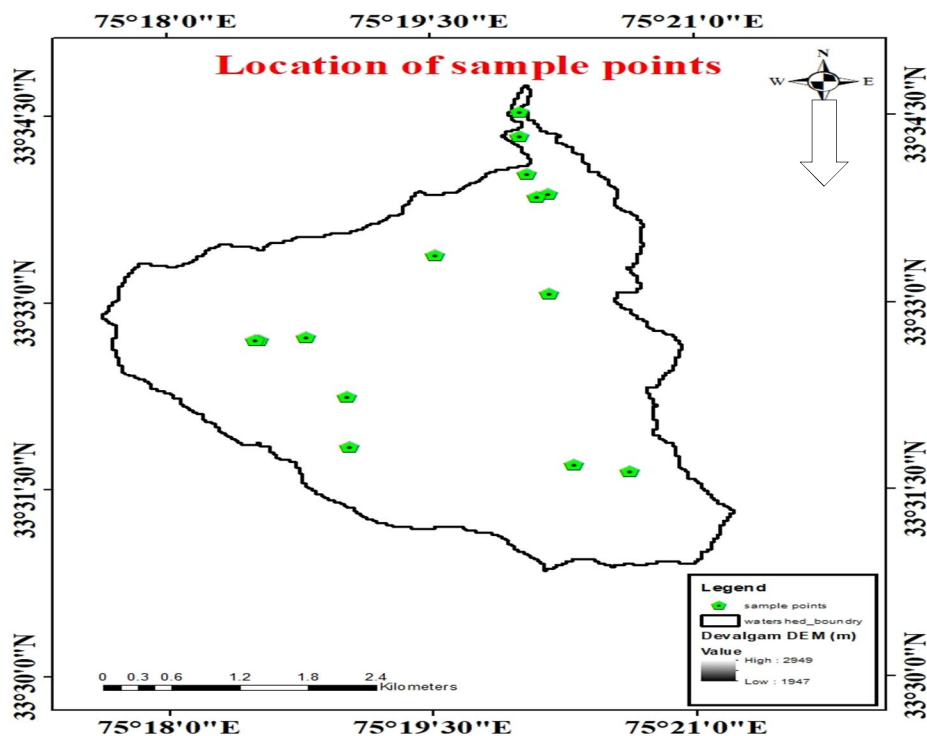 75°18'0"E 75°19'30"E 75°21'0"E
Location of sample points
N
W E
33°34'30"N 33°34'30"N
33°33'0"N 33°33'0"N
33°31'30"N 33°31'30"N
33°30'0"N 33°30'0"N
Legend
sample points
watershed_boundry
Devalgam DEM (m)
Value
High : 2949
Low : 1947
0 0.3 0.6 1.2 1.8 2.4
Kilometers
75°18'0"E 75°19'30"E 75°21'0"E